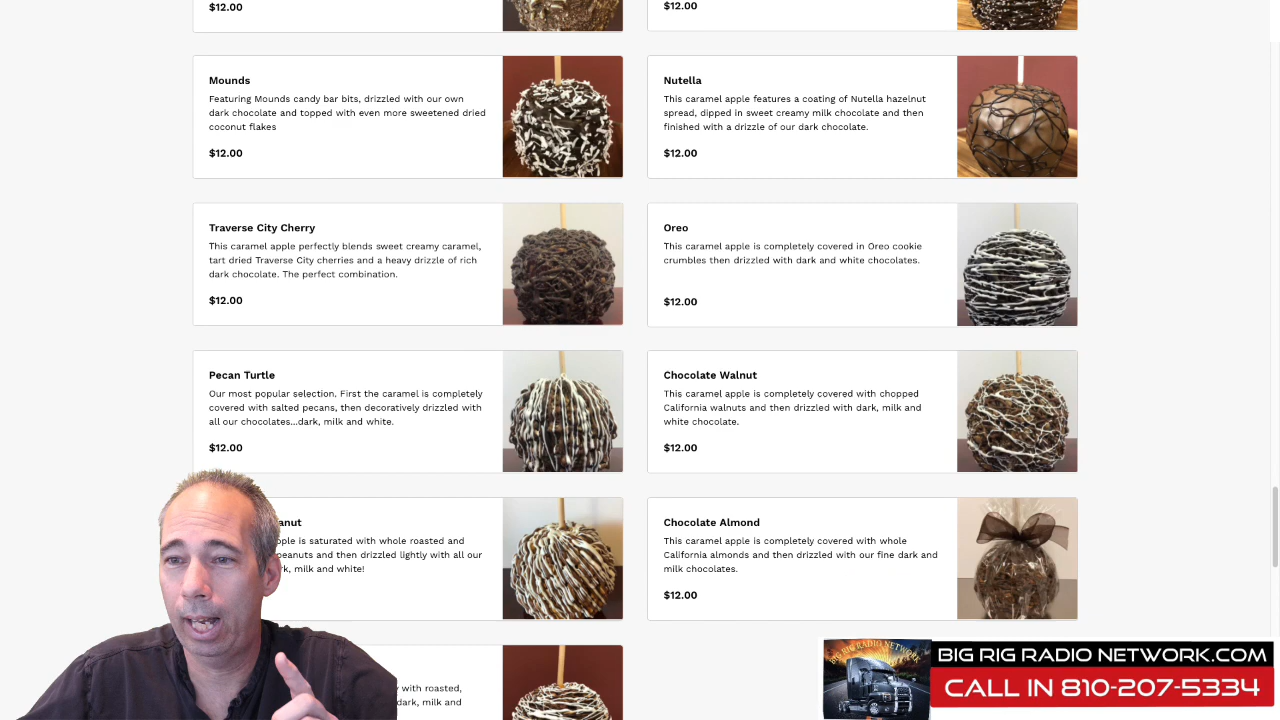 $12.00
$12.00
Mounds
Featuring Mounds candy bar bits, drizzled with our own
dark chocolate and topped with even more sweetened dried
coconut flakes
$12.00
Nutella
This caramel apple features a coating of Nutella hazelnut
spread, dipped in sweet creamy milk chocolate and then
finished with a drizzle of our dark chocolate.
$12.00
Traverse City Cherry
This caramel apple perfectly blends sweet creamy caramel,
tart dried Traverse City cherries and a heavy drizzle of rich
dark chocolate. The perfect combination.
$12.00
Oreo
This caramel apple is completely covered in Oreo cookie
crumbles then drizzled with dark and white chocolates.
$12.00
Pecan Turtle
Our most popular selection. First the caramel is completely
covered with salted pecans, then decoratively drizzled with
all our chocolates...dark, milk and white.
$12.00
Chocolate Walnut
This caramel apple is completely covered with chopped
California walnuts and then drizzled with dark, milk and
white chocolate.
$12.00
is saturated with whole roasted and
peanuts and then drizzled lightly with all our
milk and white!
Chocolate Almond
This caramel apple is completely covered with whole
California almonds and then drizzled with our fine dark and
milk chocolates.
$12.00
with roasted,
dark, milk and
BIG RIG RADIO NETWORK
BIG RIG RADIO NETWORK.COM
CALL IN 810-207-5334